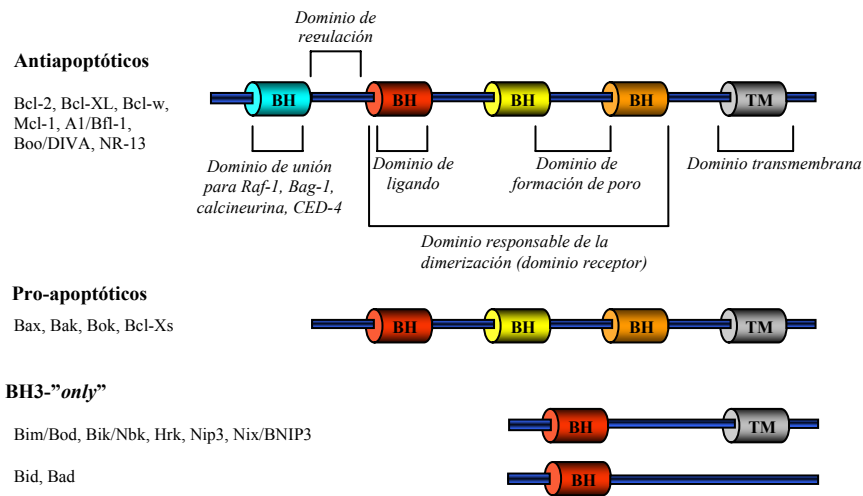 Dominio de
regulación
Antiapoptóticos
Bcl-2, Bcl-XL, Bcl-w,
Mcl-1, A1/Bfl-1,
Boo/DIVA, NR-13
BH BH BH BH TM
Dominio de unión
para Raf-1, Bag-1,
calcineurina, CED-4
Dominio de
ligando
Dominio de
formación de poro
Dominio transmembrana
Dominio responsable de la
dimerización (dominio receptor)
Pro-apoptóticos
Bax, Bak, Bok, Bcl-Xs
BH BH BH TM
BH3-”only”
Bim/Bod, Bik/Nbk, Hrk, Nip3, Nix/BNIP3
BH TM
Bid, Bad
BH